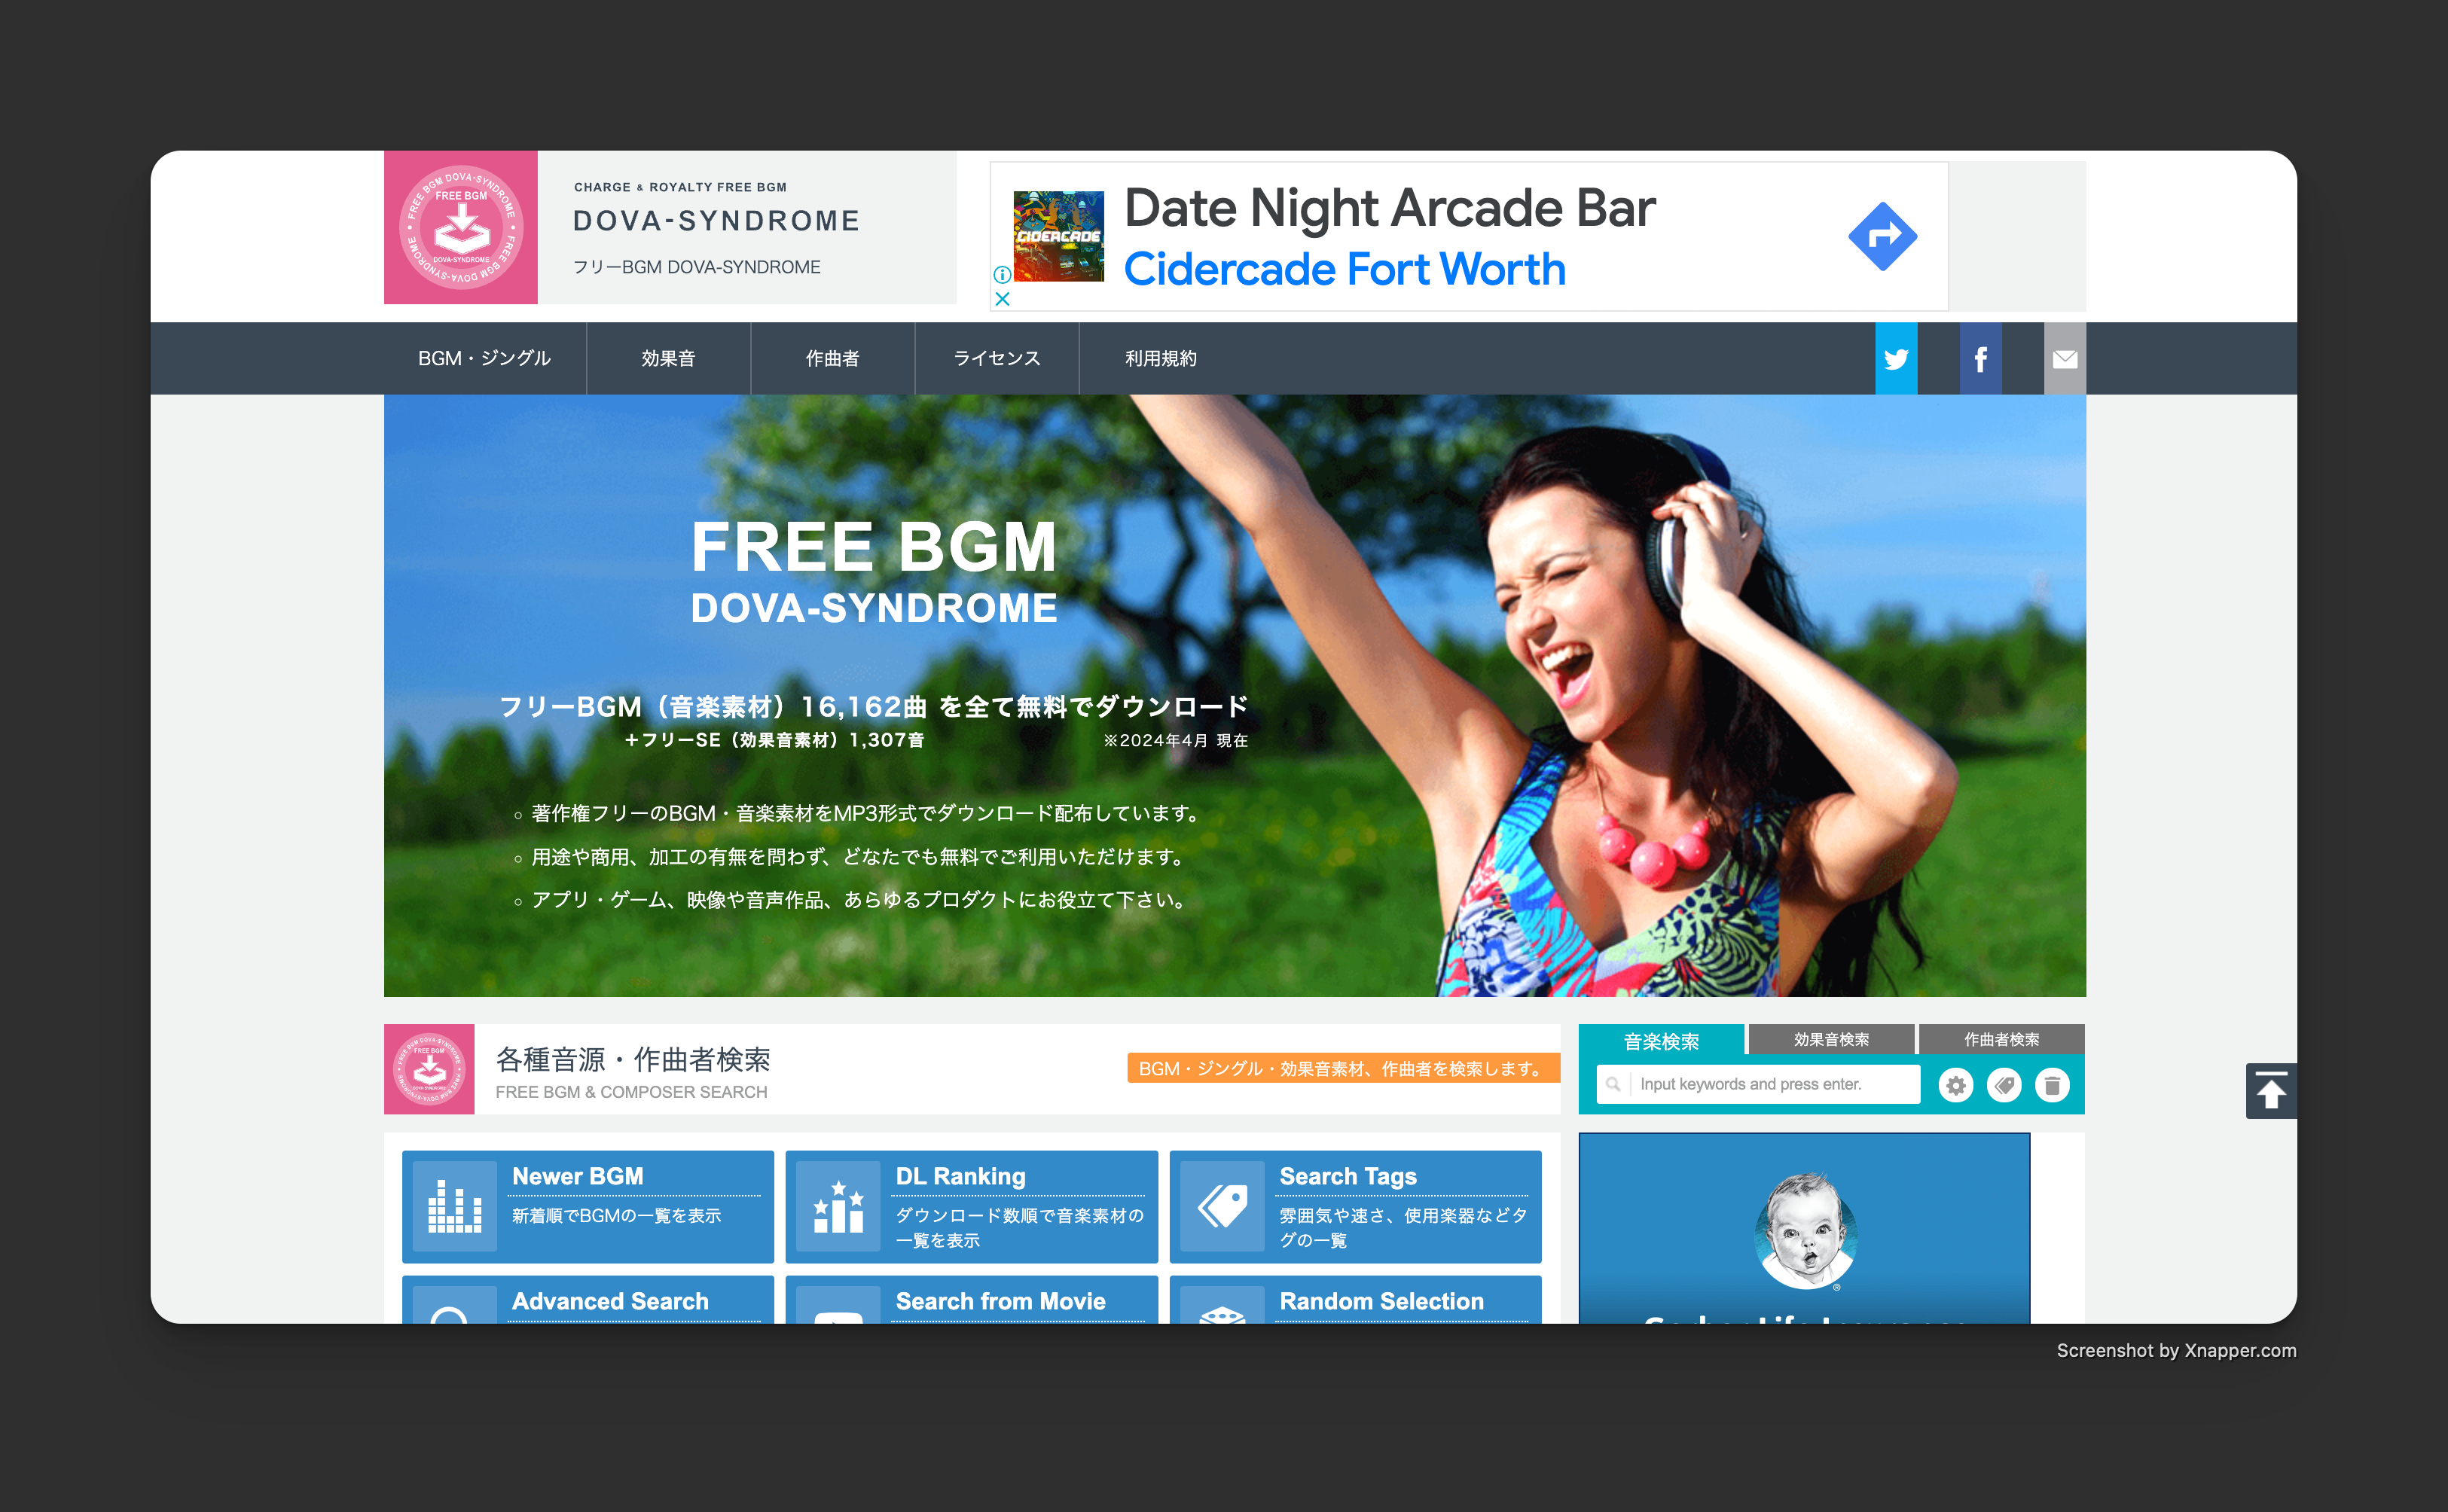 FREE BGM DOVA-SYNDROME
FREE BGM
DOVA-SYNDROME
CHARGE & ROYALTY FREE BGM
DOVA-SYNDROME
フリーBGM DOVA-SYNDROME
CIDERCADE
Date Night Arcade Bar
Cidercade Fort Worth
BGM・ジングル
効果音
作曲者
ライセンス
利用規約
FREE BGM
DOVA-SYNDROME
フリーBGM（音楽素材）16,162曲 を全て無料でダウンロード
＋フリーSE（効果音素材）1,307音
※2024年4月 現在
著作権フリーのBGM・音楽素材をMP3形式でダウンロード配布しています。
用途や商用、加工の有無を問わず、どなたでも無料でご利用いただけます。
アプリ・ゲーム、映像や音声作品、あらゆるプロダクトにお役立て下さい。
FREE BGM
各種音源・作曲者検索
FREE BGM & COMPOSER SEARCH
BGM・ジングル・効果音素材、作曲者を検索します。
音楽検索
効果音検索
作曲者検索
Input keywords and press enter.
Newer BGM
新着順でBGMの一覧を表示
DL Ranking
ダウンロード数順で音楽素材の
一覧を表示
Search Tags
雰囲気や速さ、使用楽器などタ
グの一覧
Advanced Search
Search from Movie
Random Selection
Screenshot by Xnapper.com